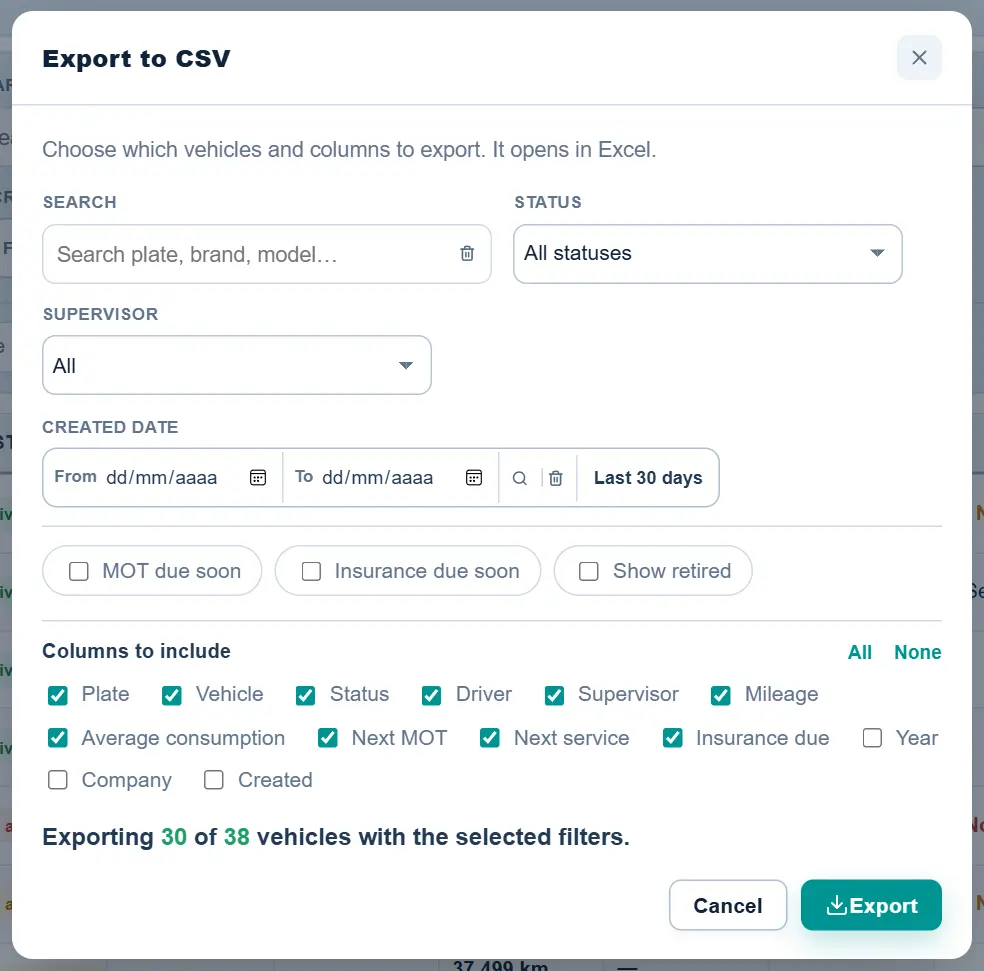 Export to CSV
Choose which vehicles and columns to export. It opens in Excel.
SEARCH STATUS
Search plate, brand, model… All statuses
SUPERVISOR
All
CREATED DATE
From dd/mm/aaaa To dd/mm/aaaa Last 30 days
MOT due soon Insurance due soon Show retired
Columns to include All None
Plate Vehicle Status Driver Supervisor Mileage
Average consumption Next MOT Next service Insurance due Year
Company Created
Exporting 30 of 38 vehicles with the selected filters.
Cancel Export
37,499 km